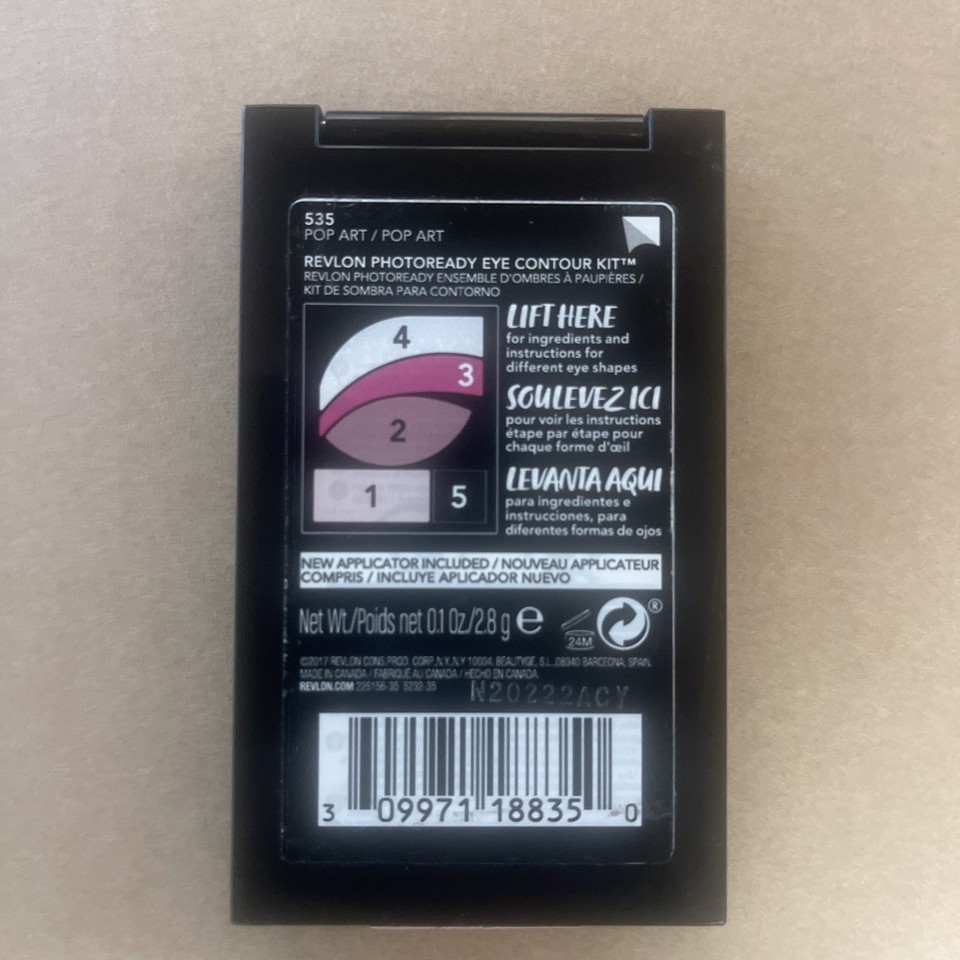 535
POP ART / POP ART
REVLON PHOTOREADY EYE CONTOUR KIT™
REVLON PHOTOREADY ENSEMBLE D'OMBRES À PAUPIÈRES /
KIT DE SOMBRA PARA CONTORNO
4
3
2
1
5
LIFT HERE
for ingredients and
instructions for
different eye shapes
SOULEVEZ ICI
pour voir les instructions
étape par étape pour
chaque forme d'œil
LEVANTA AQUI
para ingredientes e
instrucciones, para
diferentes formas de ojos
NEW APPLICATOR INCLUDED / NOUVEAU APPLICATEUR
COMPRIS / INCLUYE APLICADOR NUEVO
Net Wt./Poids net 0.1 Oz./2.8 g e
24M
®
©2017 REVLON CONS. PROD. CORP., N.Y., N.Y. 10004. BEAUTYGE, S.L., 08940 BARCEONA, SPAIN.
MADE IN CANADA / FABRIQUÉ AU CANADA / HECHO EN CANADA.
REVLON.COM 225156-35 5232-35
N20222ACY
3 09971 18835 0